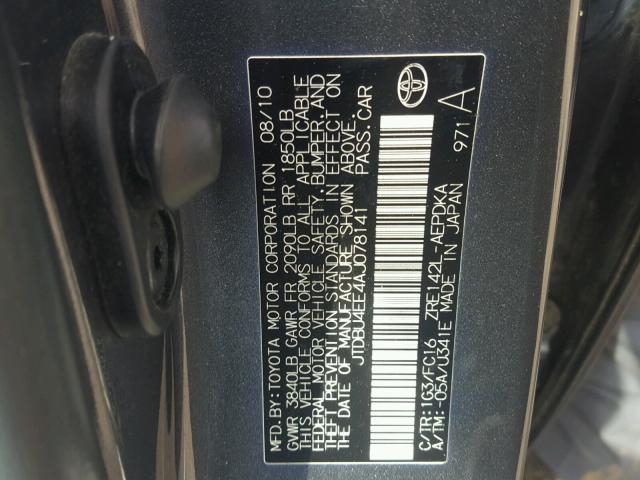 MFD.BY:TOYOTA MOTOR CORPORATION 08/10
GVWR 3840LB GAWR FR 2090LB RR 1850LB
THIS VEHICLE CONFORMS TO ALL APPLICABLE
FEDERAL MOTOR VEHICLE SAFETY,BUMPER,AND
THEFT PREVENTION STANDARDS IN EFFECT ON
THE DATE OF MANUFACTURE SHOWN ABOVE.
JTDBU4EE4AJ078141 PASS.CAR
C/TR:1G3/FC16 ZRE142L-AEPDKA
A/TM:-05A/U341E MADE IN JAPAN 971 A